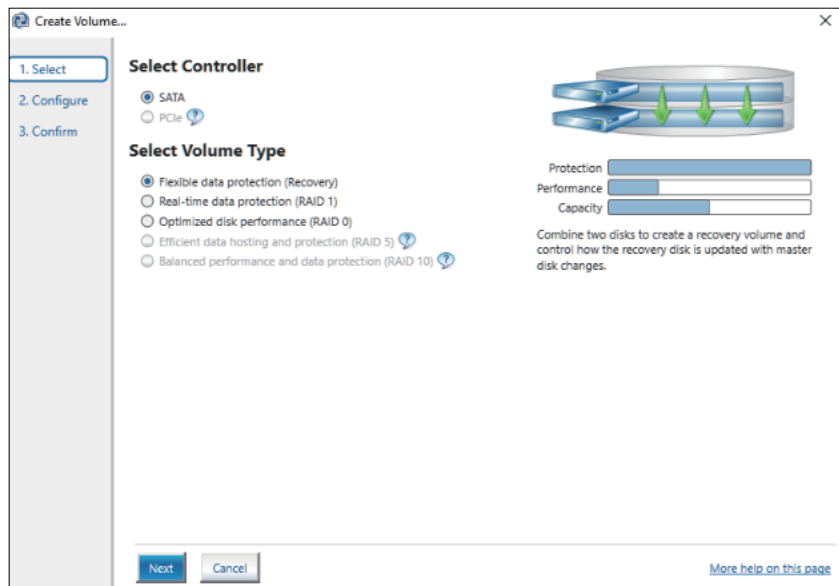 Create Volume...
1. Select
2. Configure
3. Confirm
Select Controller
SATA
PCIe
Select Volume Type
Flexible data protection (Recovery)
Real-time data protection (RAID 1)
Optimized disk performance (RAID 0)
Efficient data hosting and protection (RAID 5)
Balanced performance and data protection (RAID 10)
Protection
Performance
Capacity
Combine two disks to create a recovery volume and
control how the recovery disk is updated with master
disk changes.
Next
Cancel
More help on this page